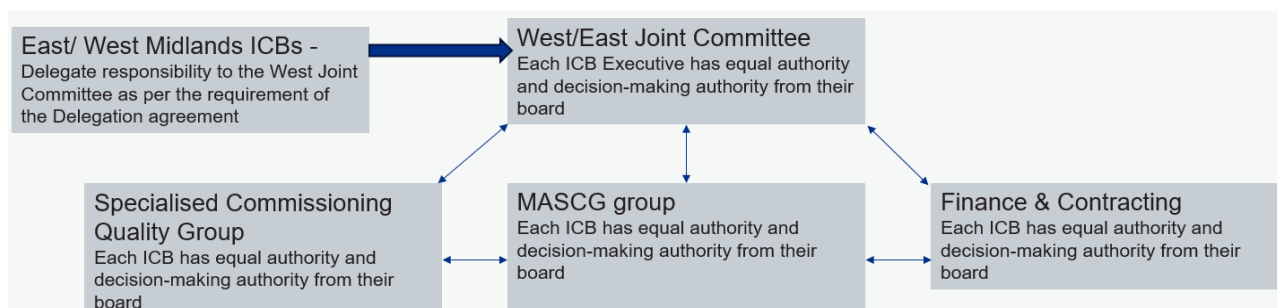 East/ West Midlands ICBs -
Delegate responsibility to the West Joint
Committee as per the requirement of
the Delegation agreement
West/East Joint Committee
Each ICB Executive has equal authority
and decision-making authority from their
board
Specialised Commissioning
Quality Group
Each ICB has equal authority and
decision-making authority from their
board
MASCG group
Each ICB has equal authority and
decision-making authority from their
board
Finance & Contracting
Each ICB has equal authority and
decision-making authority from their
board